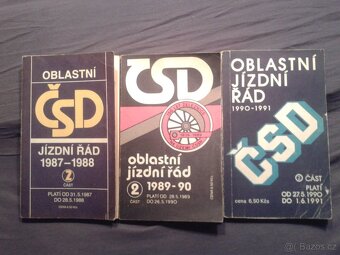 OBLASTNÍ
ČSD
JÍZDNÍ ŘÁD
1987-1988
2
ČÁST
PLATÍ OD 31.5.1987
DO 28.5.1988
ČSD
oblastní
jízdní řád
2
ČÁST
1989-90
PLATÍ OD 28.5.1989
DO 26.5.1990
OBLASTNÍ
JÍZDNÍ
ŘÁD
1990-1991
ČSD
2 ČÁST
cena 6,50 Kčs
PLATÍ
OD 27.5.1990
DO 1.6.1991